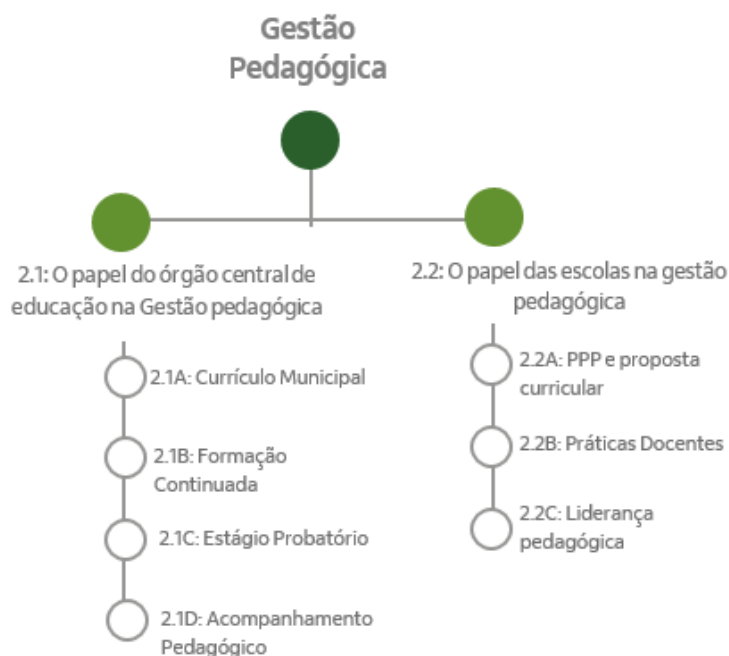 Gestão
Pedagógica
2.1: O papel do órgão central de
educação na Gestão pedagógica
2.1A: Currículo Municipal
2.1B: Formação
Continuada
2.1C: Estágio Probatório
2.1D: Acompanhamento
Pedagógico
2.2: O papel das escolas na gestão
pedagógica
2.2A: PPP e proposta
curricular
2.2B: Práticas Docentes
2.2C: Liderança
pedagógica